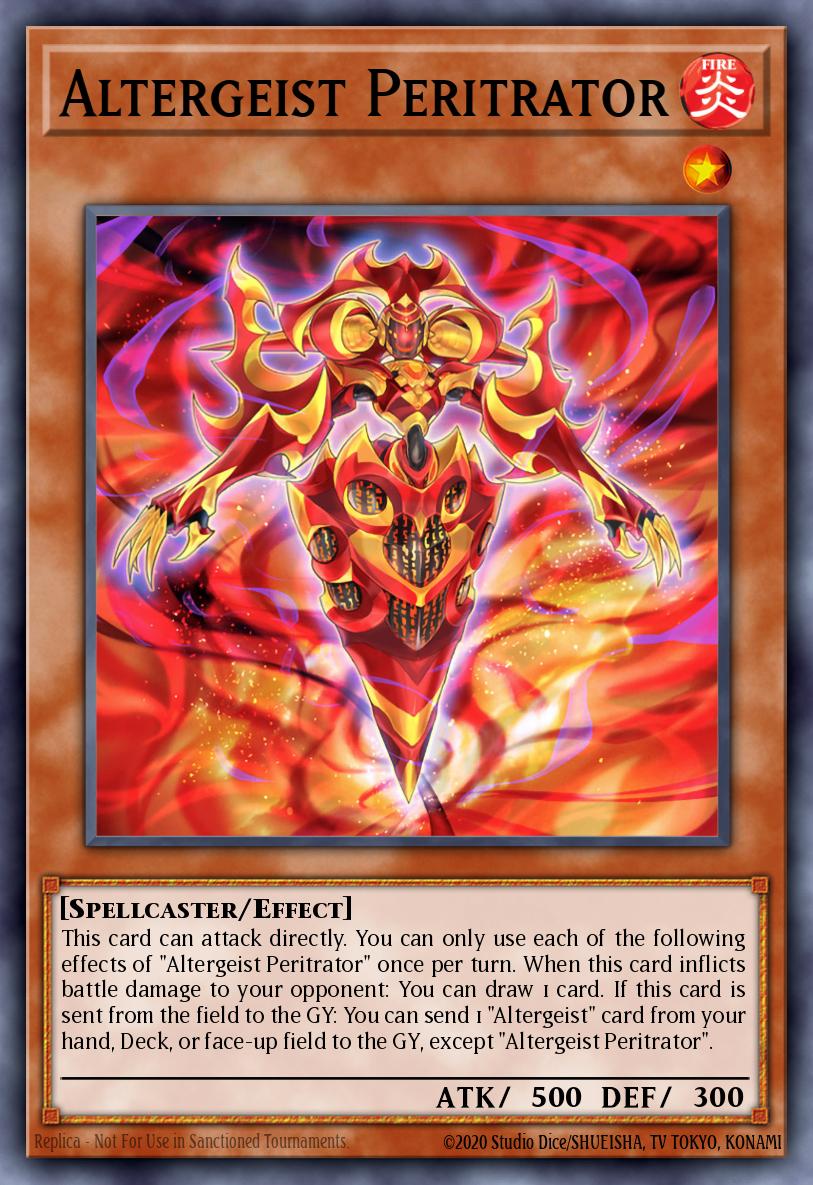 Altergeist Peritrator
FIRE
炎
[Spellcaster/Effect]
This card can attack directly. You can only use each of the following
effects of "Altergeist Peritrator" once per turn. When this card inflicts
battle damage to your opponent: You can draw 1 card. If this card is
sent from the field to the GY: You can send 1 "Altergeist" card from your
hand, Deck, or face-up field to the GY, except "Altergeist Peritrator".
ATK/ 500 DEF/ 300
Replica - Not For Use in Sanctioned Tournaments.
©2020 Studio Dice/SHUEISHA, TV TOKYO, KONAMI